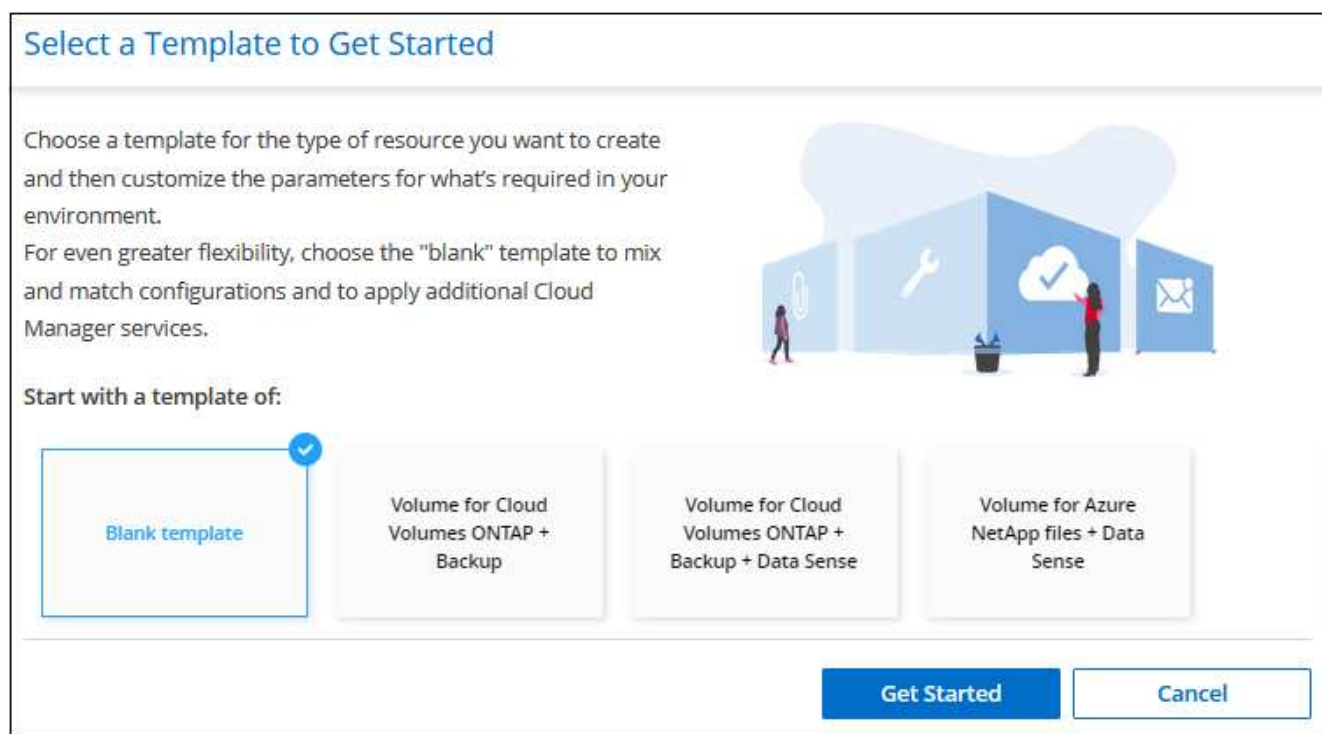 Select a Template to Get Started
Choose a template for the type of resource you want to create
and then customize the parameters for what's required in your
environment.
For even greater flexibility, choose the "blank" template to mix
and match configurations and to apply additional Cloud
Manager services.
Start with a template of:
Blank template
Volume for Cloud
Volumes ONTAP +
Backup
Volume for Cloud
Volumes ONTAP +
Backup + Data Sense
Volume for Azure
NetApp files + Data
Sense
Get Started
Cancel